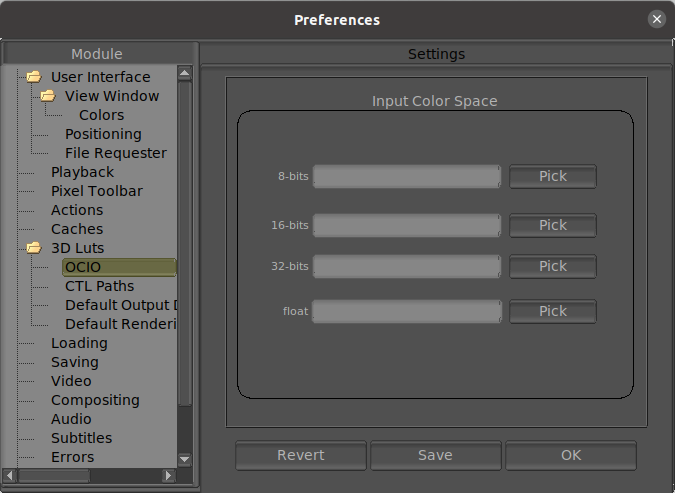 Preferences
Module
Settings
User Interface
View Window
Colors
Positioning
File Requester
Playback
Pixel Toolbar
Actions
Caches
3D Luts
OCIO
CTL Paths
Default Output D
Default Renderi
Loading
Saving
Video
Compositing
Audio
Subtitles
Errors
Input Color Space
8-bits Pick
16-bits Pick
32-bits Pick
float Pick
Revert Save OK